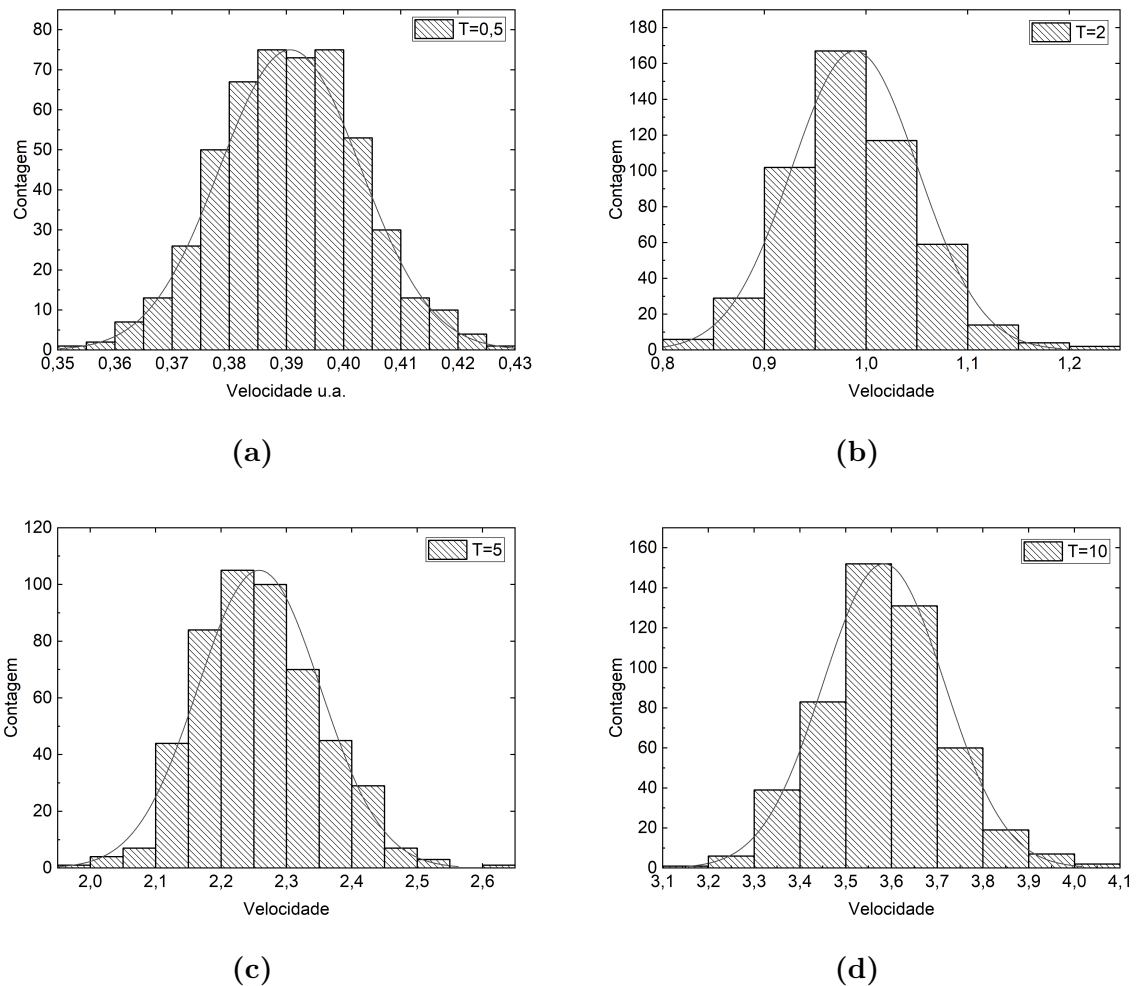 T=0,5
Contagem
80
70
60
50
40
30
20
10
0
0,35 0,36 0,37 0,38 0,39 0,40 0,41 0,42 0,43
Velocidade u.a.
(a)
T=2
Contagem
180
160
140
120
100
80
60
40
20
0
0,8 0,9 1,0 1,1 1,2
Velocidade
(b)
T=5
Contagem
120
100
80
60
40
20
0
2,0 2,1 2,2 2,3 2,4 2,5 2,6
Velocidade
(c)
T=10
Contagem
160
140
120
100
80
60
40
20
0
3,1 3,2 3,3 3,4 3,5 3,6 3,7 3,8 3,9 4,0 4,1
Velocidade
(d)